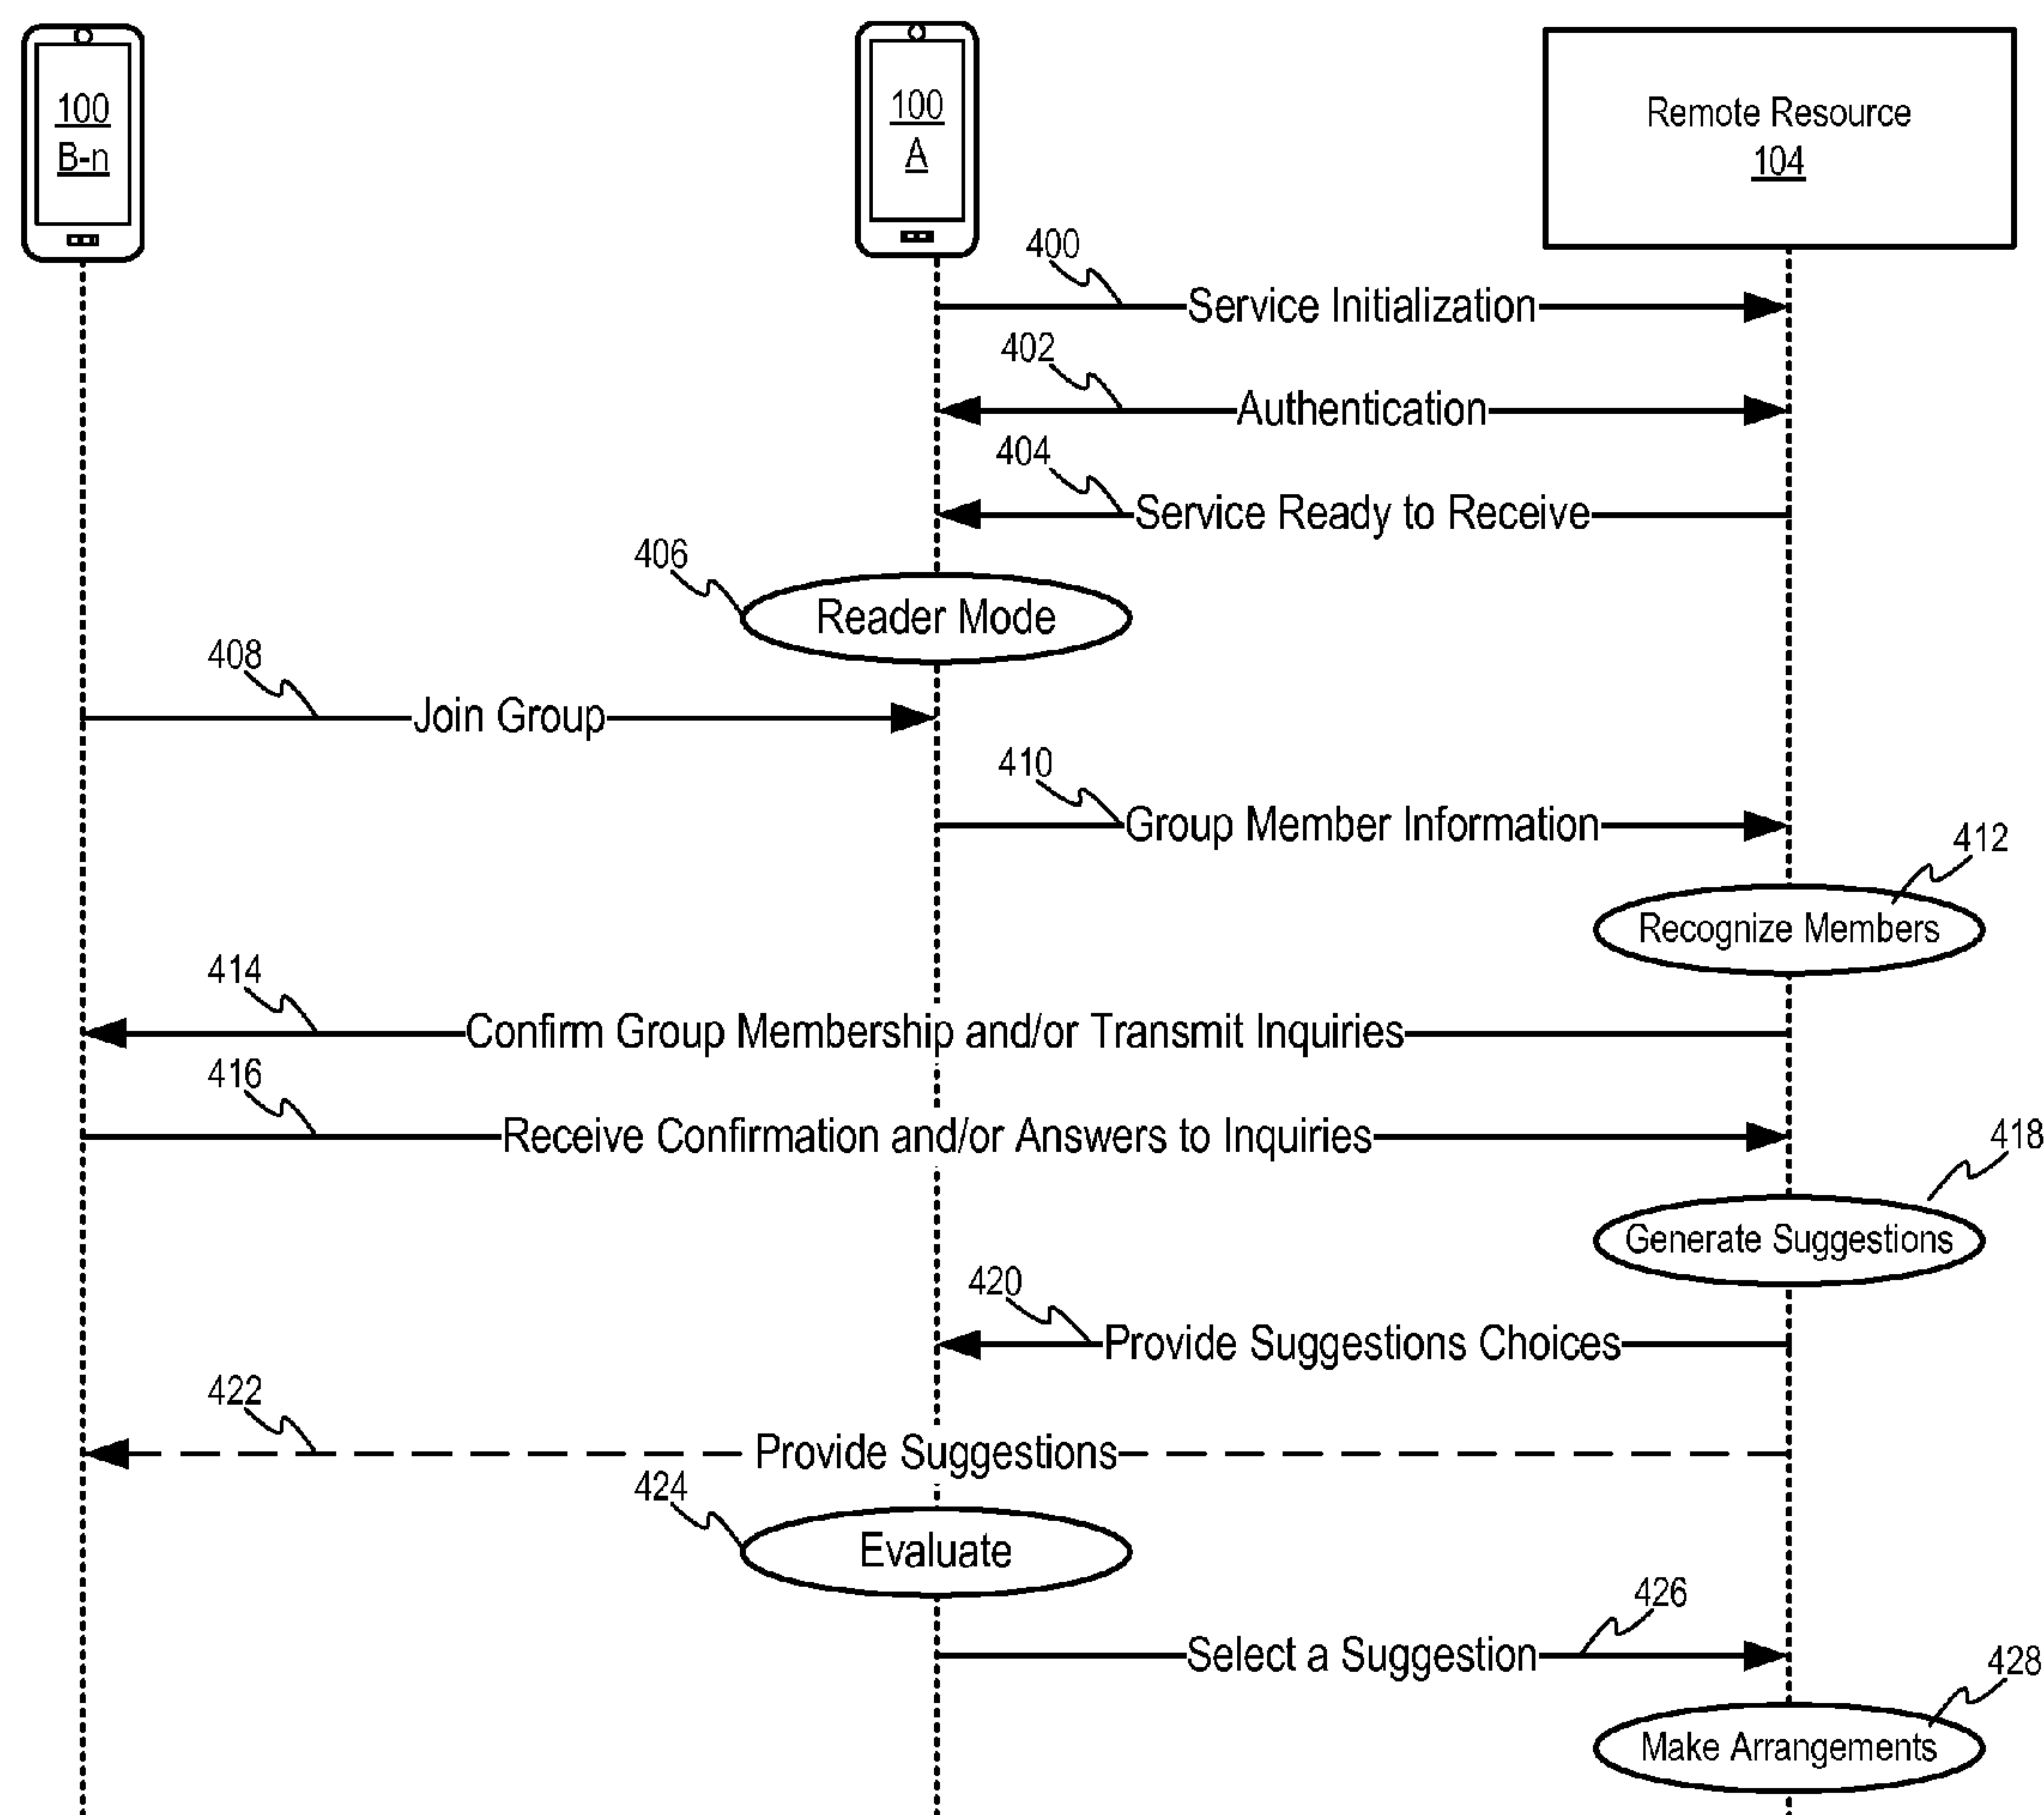 100
B-n
100
A
Remote Resource
104
400
Service Initialization
402
Authentication
404
Service Ready to Receive
406
Reader Mode
408
Join Group
410
Group Member Information
412
Recognize Members
414
Confirm Group Membership and/or Transmit Inquiries
416
Receive Confirmation and/or Answers to Inquiries
418
Generate Suggestions
420
Provide Suggestions Choices
422
Provide Suggestions
424
Evaluate
426
Select a Suggestion
428
Make Arrangements